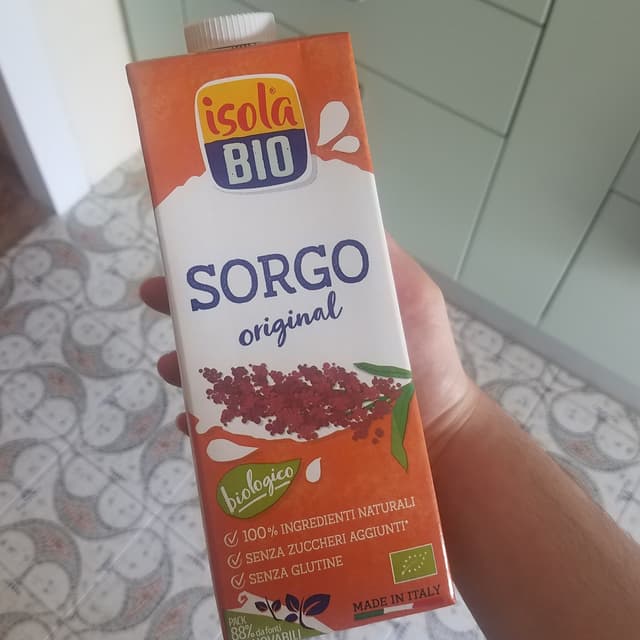 isola®
BIO
SORGO
original
biologico
100% INGREDIENTI NATURALI
SENZA ZUCCHERI AGGIUNTI*
SENZA GLUTINE
MADE IN ITALY
PACK
88% da fonti